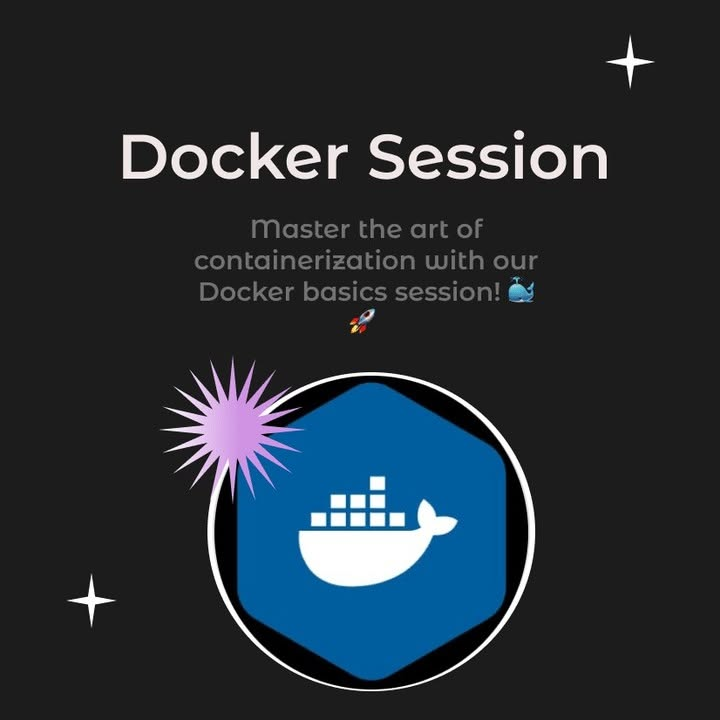 Docker Session
Master the art of
containerization with our
Docker basics session! 🐳
🚀